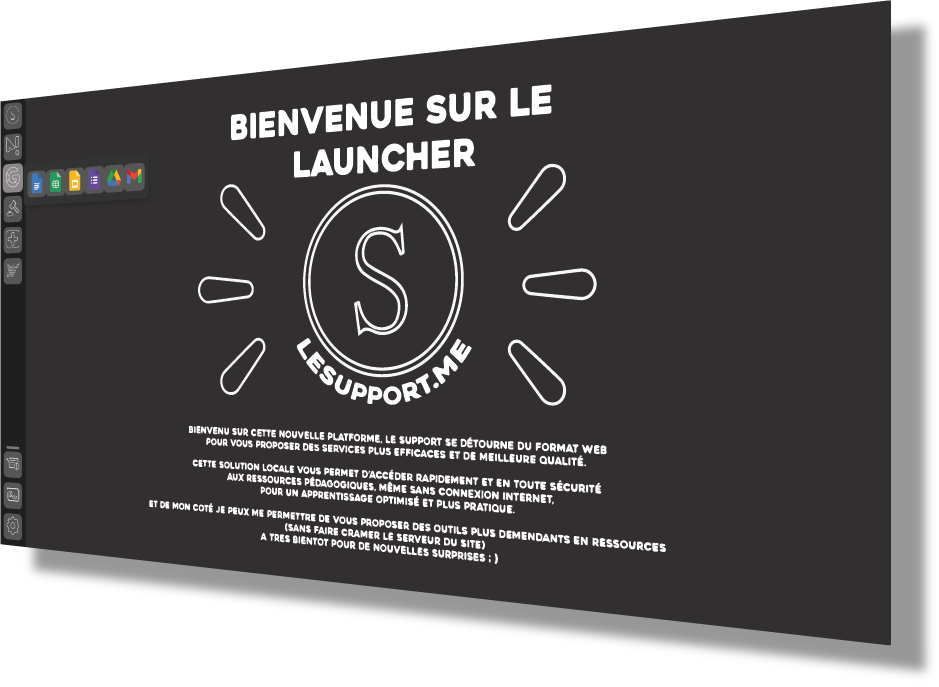 BIENVENUE SUR LE
LAUNCHER
S
LESUPPORT.ME
BIENVENU SUR CETTE NOUVELLE PLATFORME, LE SUPPORT SE DÉTOURNE DU FORMAT WEB
POUR VOUS PROPOSER DES SERVICES PLUS EFFICACES ET DE MEILLEURE QUALITÉ.
CETTE SOLUTION LOCALE VOUS PERMET D'ACCÉDER RAPIDEMENT ET EN TOUTE SÉCURITÉ
AUX RESSOURCES PÉDAGOGIQUES, MÊME SANS CONNEXION INTERNET,
POUR UN APPRENTISSAGE OPTIMISÉ ET PLUS PRATIQUE.
ET DE MON COTÉ JE PEUX ME PERMETTRE DE VOUS PROPOSER DES OUTILS PLUS DEMENDANTS EN RESSOURCES
(SANS FAIRE CRAMER LE SERVEUR DU SITE)
A TRES BIENTOT POUR DE NOUVELLES SURPRISES ; )